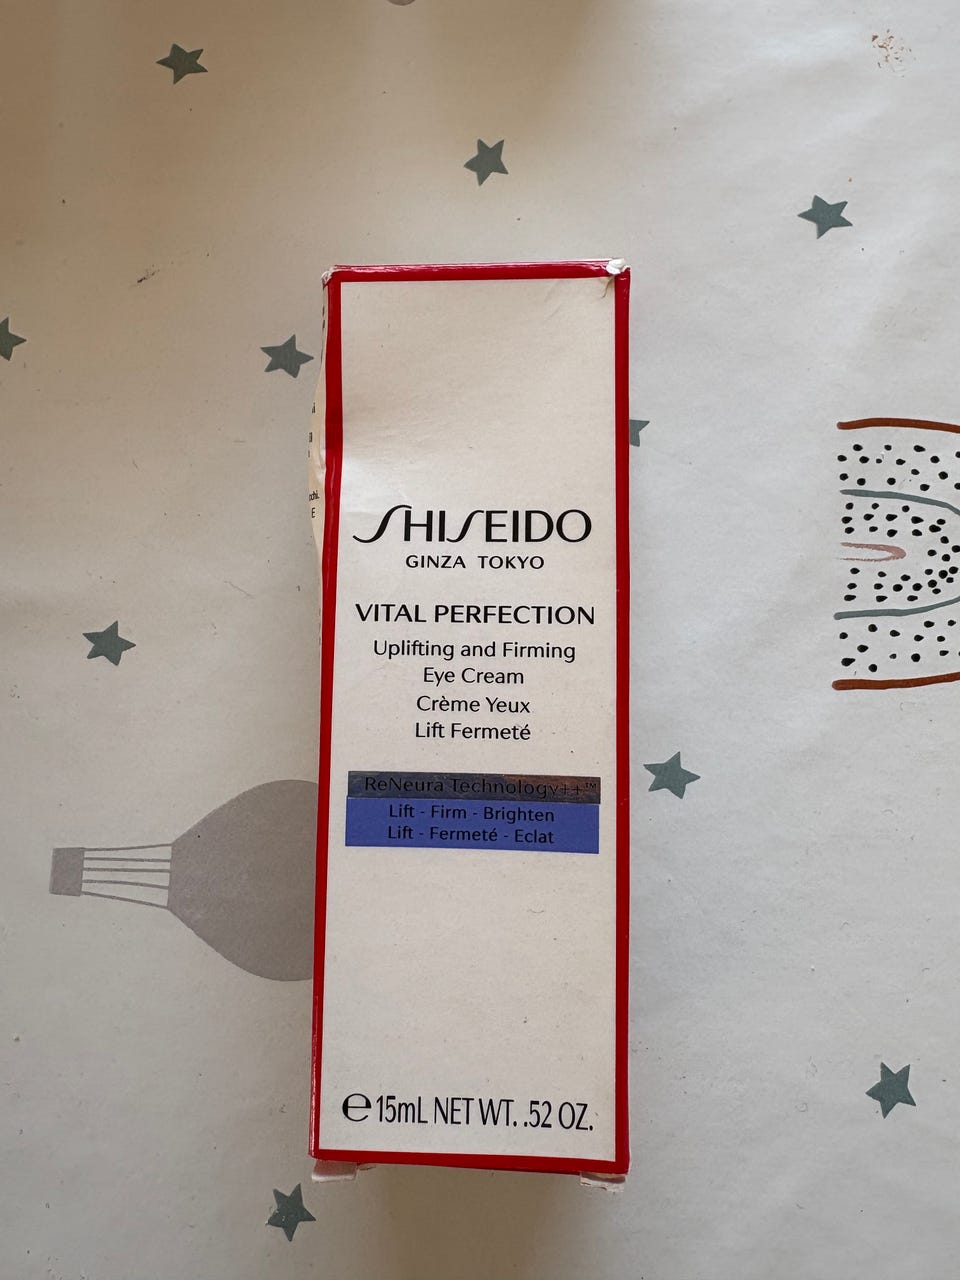 SHISEIDO
GINZA TOKYO
VITAL PERFECTION
Uplifting and Firming
Eye Cream
Crème Yeux
Lift Fermeté
ReNeura Technology++™
Lift - Firm - Brighten
Lift - Fermeté - Eclat
℮15mL NET WT. .52 OZ.